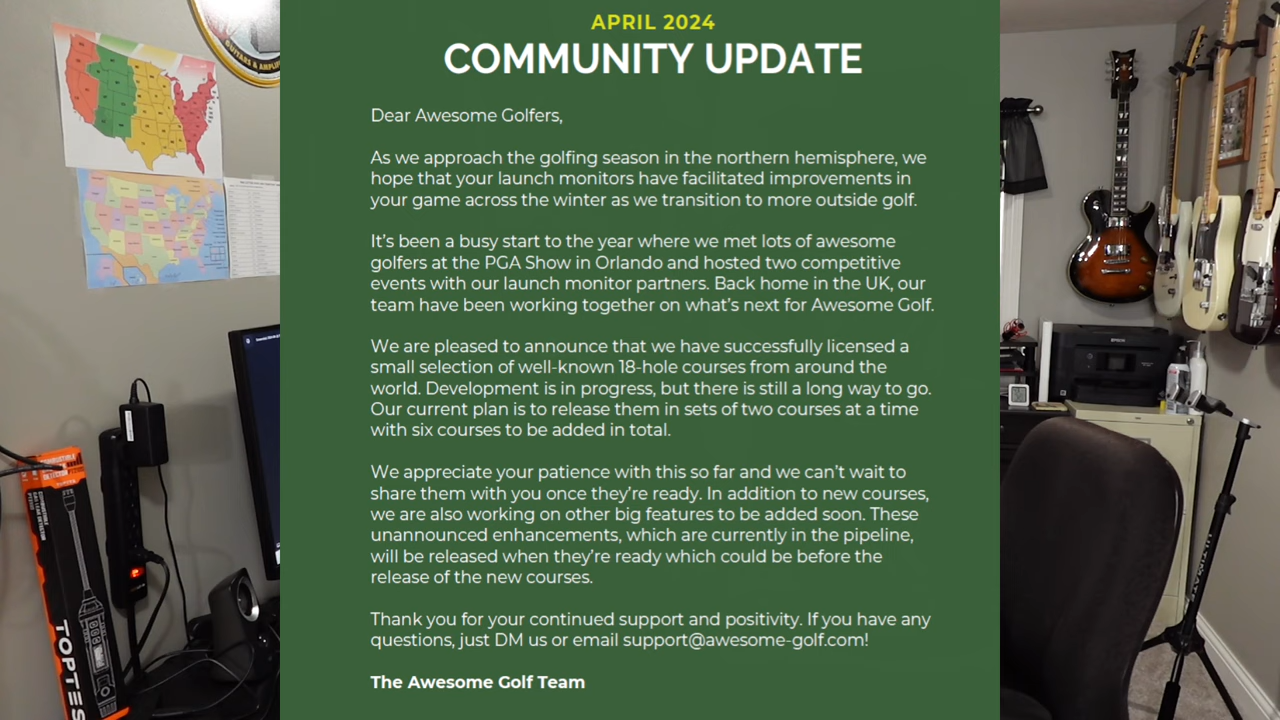 APRIL 2024
COMMUNITY UPDATE
Dear Awesome Golfers,
As we approach the golfing season in the northern hemisphere, we
hope that your launch monitors have facilitated improvements in
your game across the winter as we transition to more outside golf.
It's been a busy start to the year where we met lots of awesome
golfers at the PGA Show in Orlando and hosted two competitive
events with our launch monitor partners. Back home in the UK, our
team have been working together on what's next for Awesome Golf.
We are pleased to announce that we have successfully licensed a
small selection of well-known 18-hole courses from around the
world. Development is in progress, but there is still a long way to go.
Our current plan is to release them in sets of two courses at a time
with six courses to be added in total.
We appreciate your patience with this so far and we can't wait to
share them with you once they're ready. In addition to new courses,
we are also working on other big features to be added soon. These
unannounced enhancements, which are currently in the pipeline,
will be released when they're ready which could be before the
release of the new courses.
Thank you for your continued support and positivity. If you have any
questions, just DM us or email support@awesome-golf.com!
The Awesome Golf Team
TOPTES
EPSON